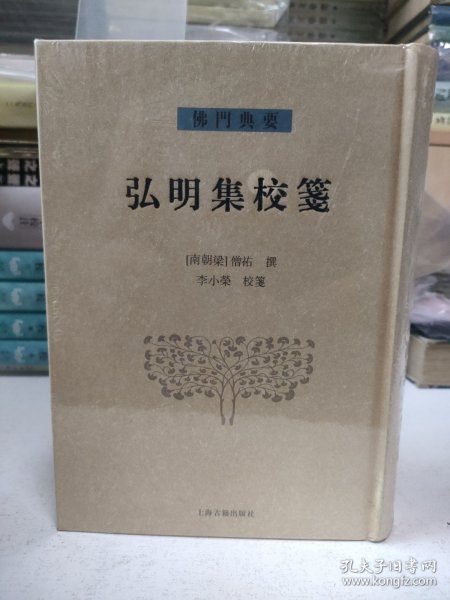 佛門典要
弘明集校箋
[南朝梁] 僧祐 撰
李小榮 校箋
上海古籍出版社
孔夫子旧书网
www.kongfz.com